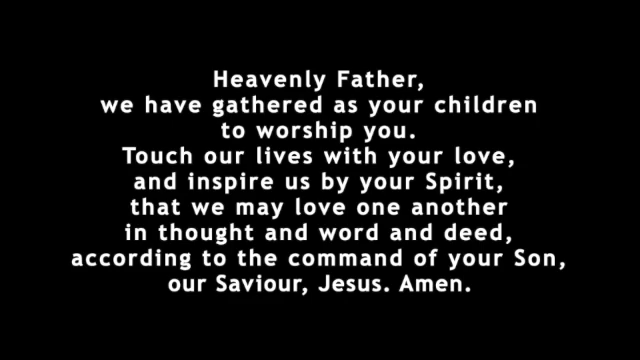 Heavenly Father,
we have gathered as your children
to worship you.
Touch our lives with your love,
and inspire us by your Spirit,
that we may love one another
in thought and word and deed,
according to the command of your Son,
our Saviour, Jesus. Amen.